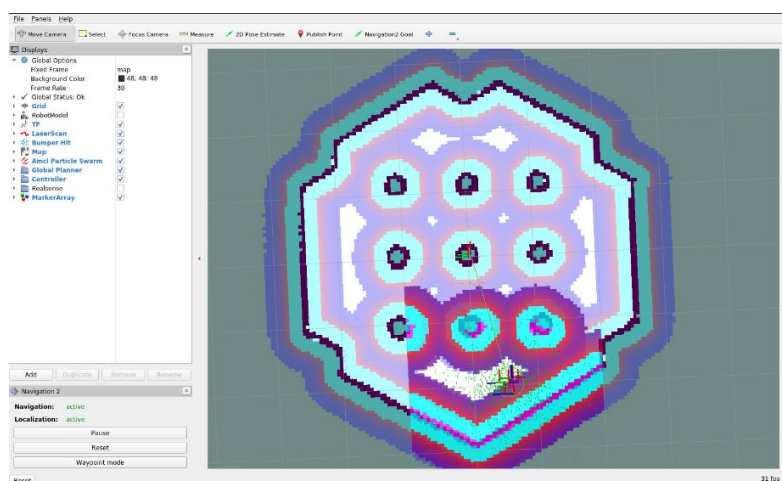 File Panels Help
Move Camera Select Focus Camera Measure 2D Pose Estimate Publish Point Navigation2 Goal
Displays
Global Options
Fixed Frame map
Background Color 48; 48; 48
Frame Rate 30
Global Status: Ok
Grid
RobotModel
TF
LaserScan
Bumper Hit
Map
Amcl Particle Swarm
Global Planner
Controller
Realsense
MarkerArray
Add Duplicate Remove Rename
Navigation 2
Navigation: active
Localization: active
Pause
Reset
Waypoint mode
Reset
31 fps